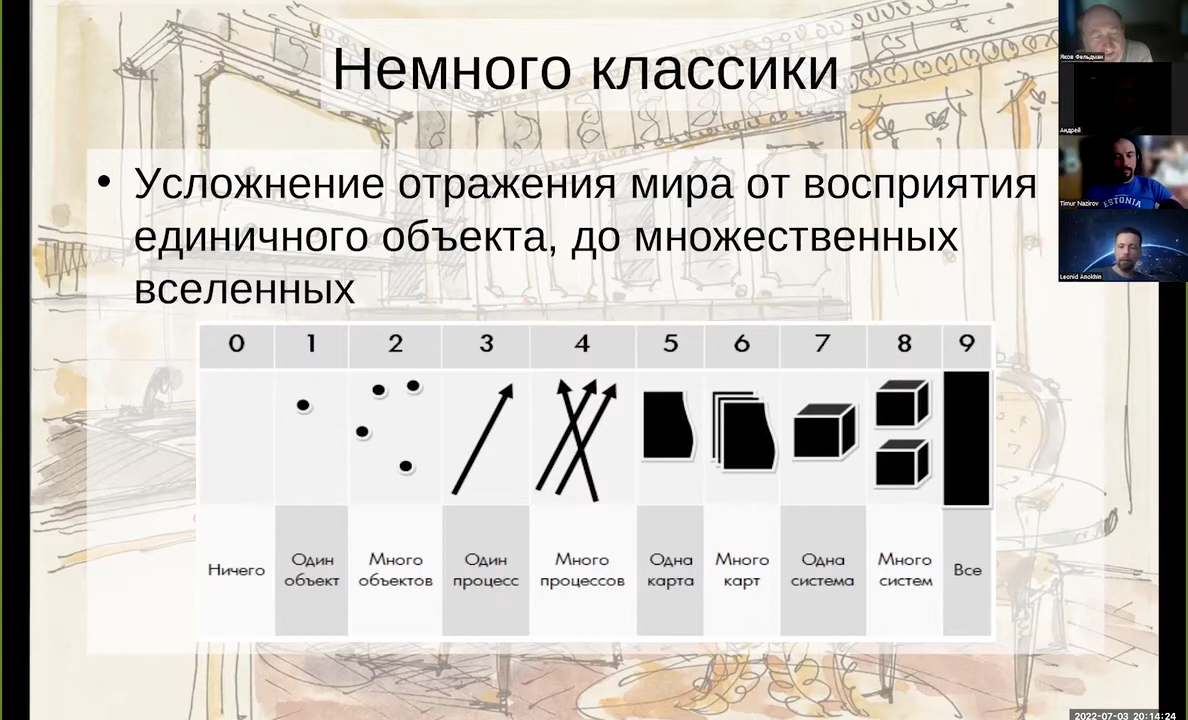 Немного классики
• Усложнение отражения мира от восприятия
единичного объекта, до множественных
вселенных
0 1 2 3 4 5 6 7 8 9
Ничего
Один
объект
Много
объектов
Один
процесс
Много
процессов
Одна
карта
Много
карт
Одна
система
Много
систем
Все
Яков Фельдман
Андрей
Timur Nazirov
ESTONIA
Leonid Anokhin
2022-07-03 20:14:24